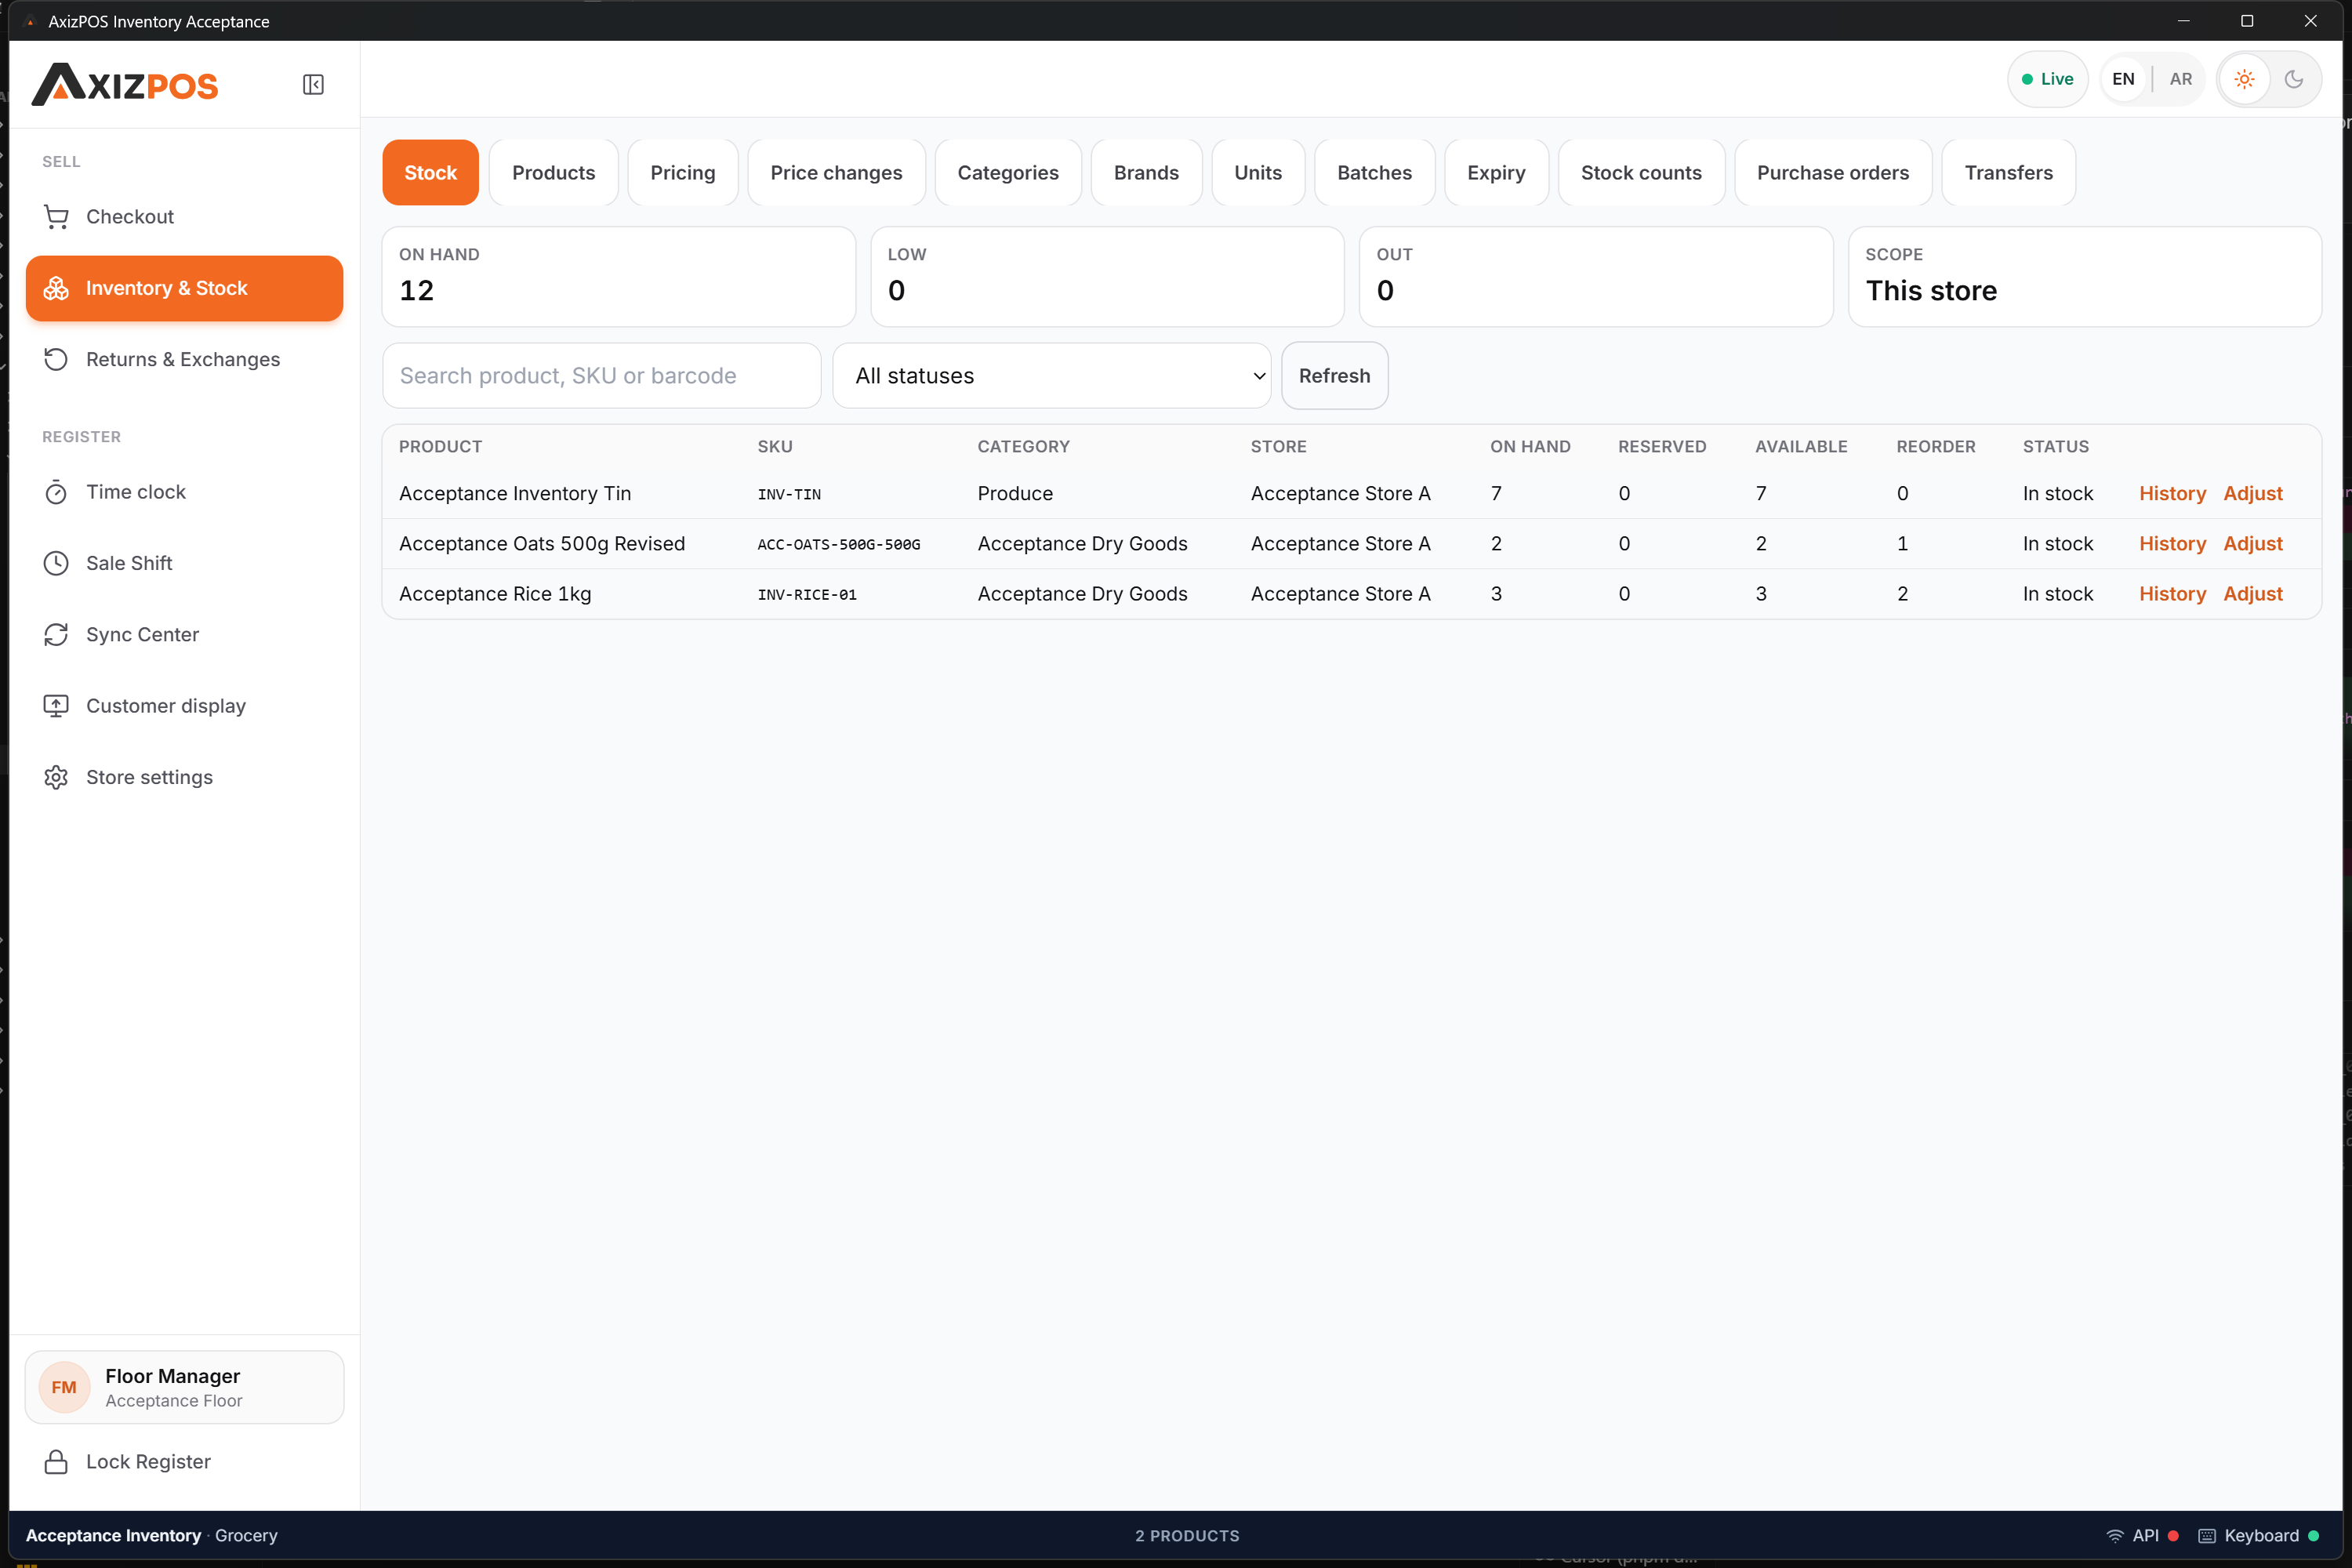 AxizPOS Inventory Acceptance
AXIZPOS
Live
EN | AR
SELL
Checkout
Inventory & Stock
Returns & Exchanges
REGISTER
Time clock
Sale Shift
Sync Center
Customer display
Store settings
FM
Floor Manager
Acceptance Floor
Lock Register
Stock Products Pricing Price changes Categories Brands Units Batches Expiry Stock counts Purchase orders Transfers
ON HAND LOW OUT SCOPE
12 0 0 This store
Search product, SKU or barcode All statuses Refresh
PRODUCT SKU CATEGORY STORE ON HAND RESERVED AVAILABLE REORDER STATUS
Acceptance Inventory Tin INV-TIN Produce Acceptance Store A 7 0 7 0 In stock History Adjust
Acceptance Oats 500g Revised ACC-OATS-500G-500G Acceptance Dry Goods Acceptance Store A 2 0 2 1 In stock History Adjust
Acceptance Rice 1kg INV-RICE-01 Acceptance Dry Goods Acceptance Store A 3 0 3 2 In stock History Adjust
Acceptance Inventory · Grocery 2 PRODUCTS API Keyboard